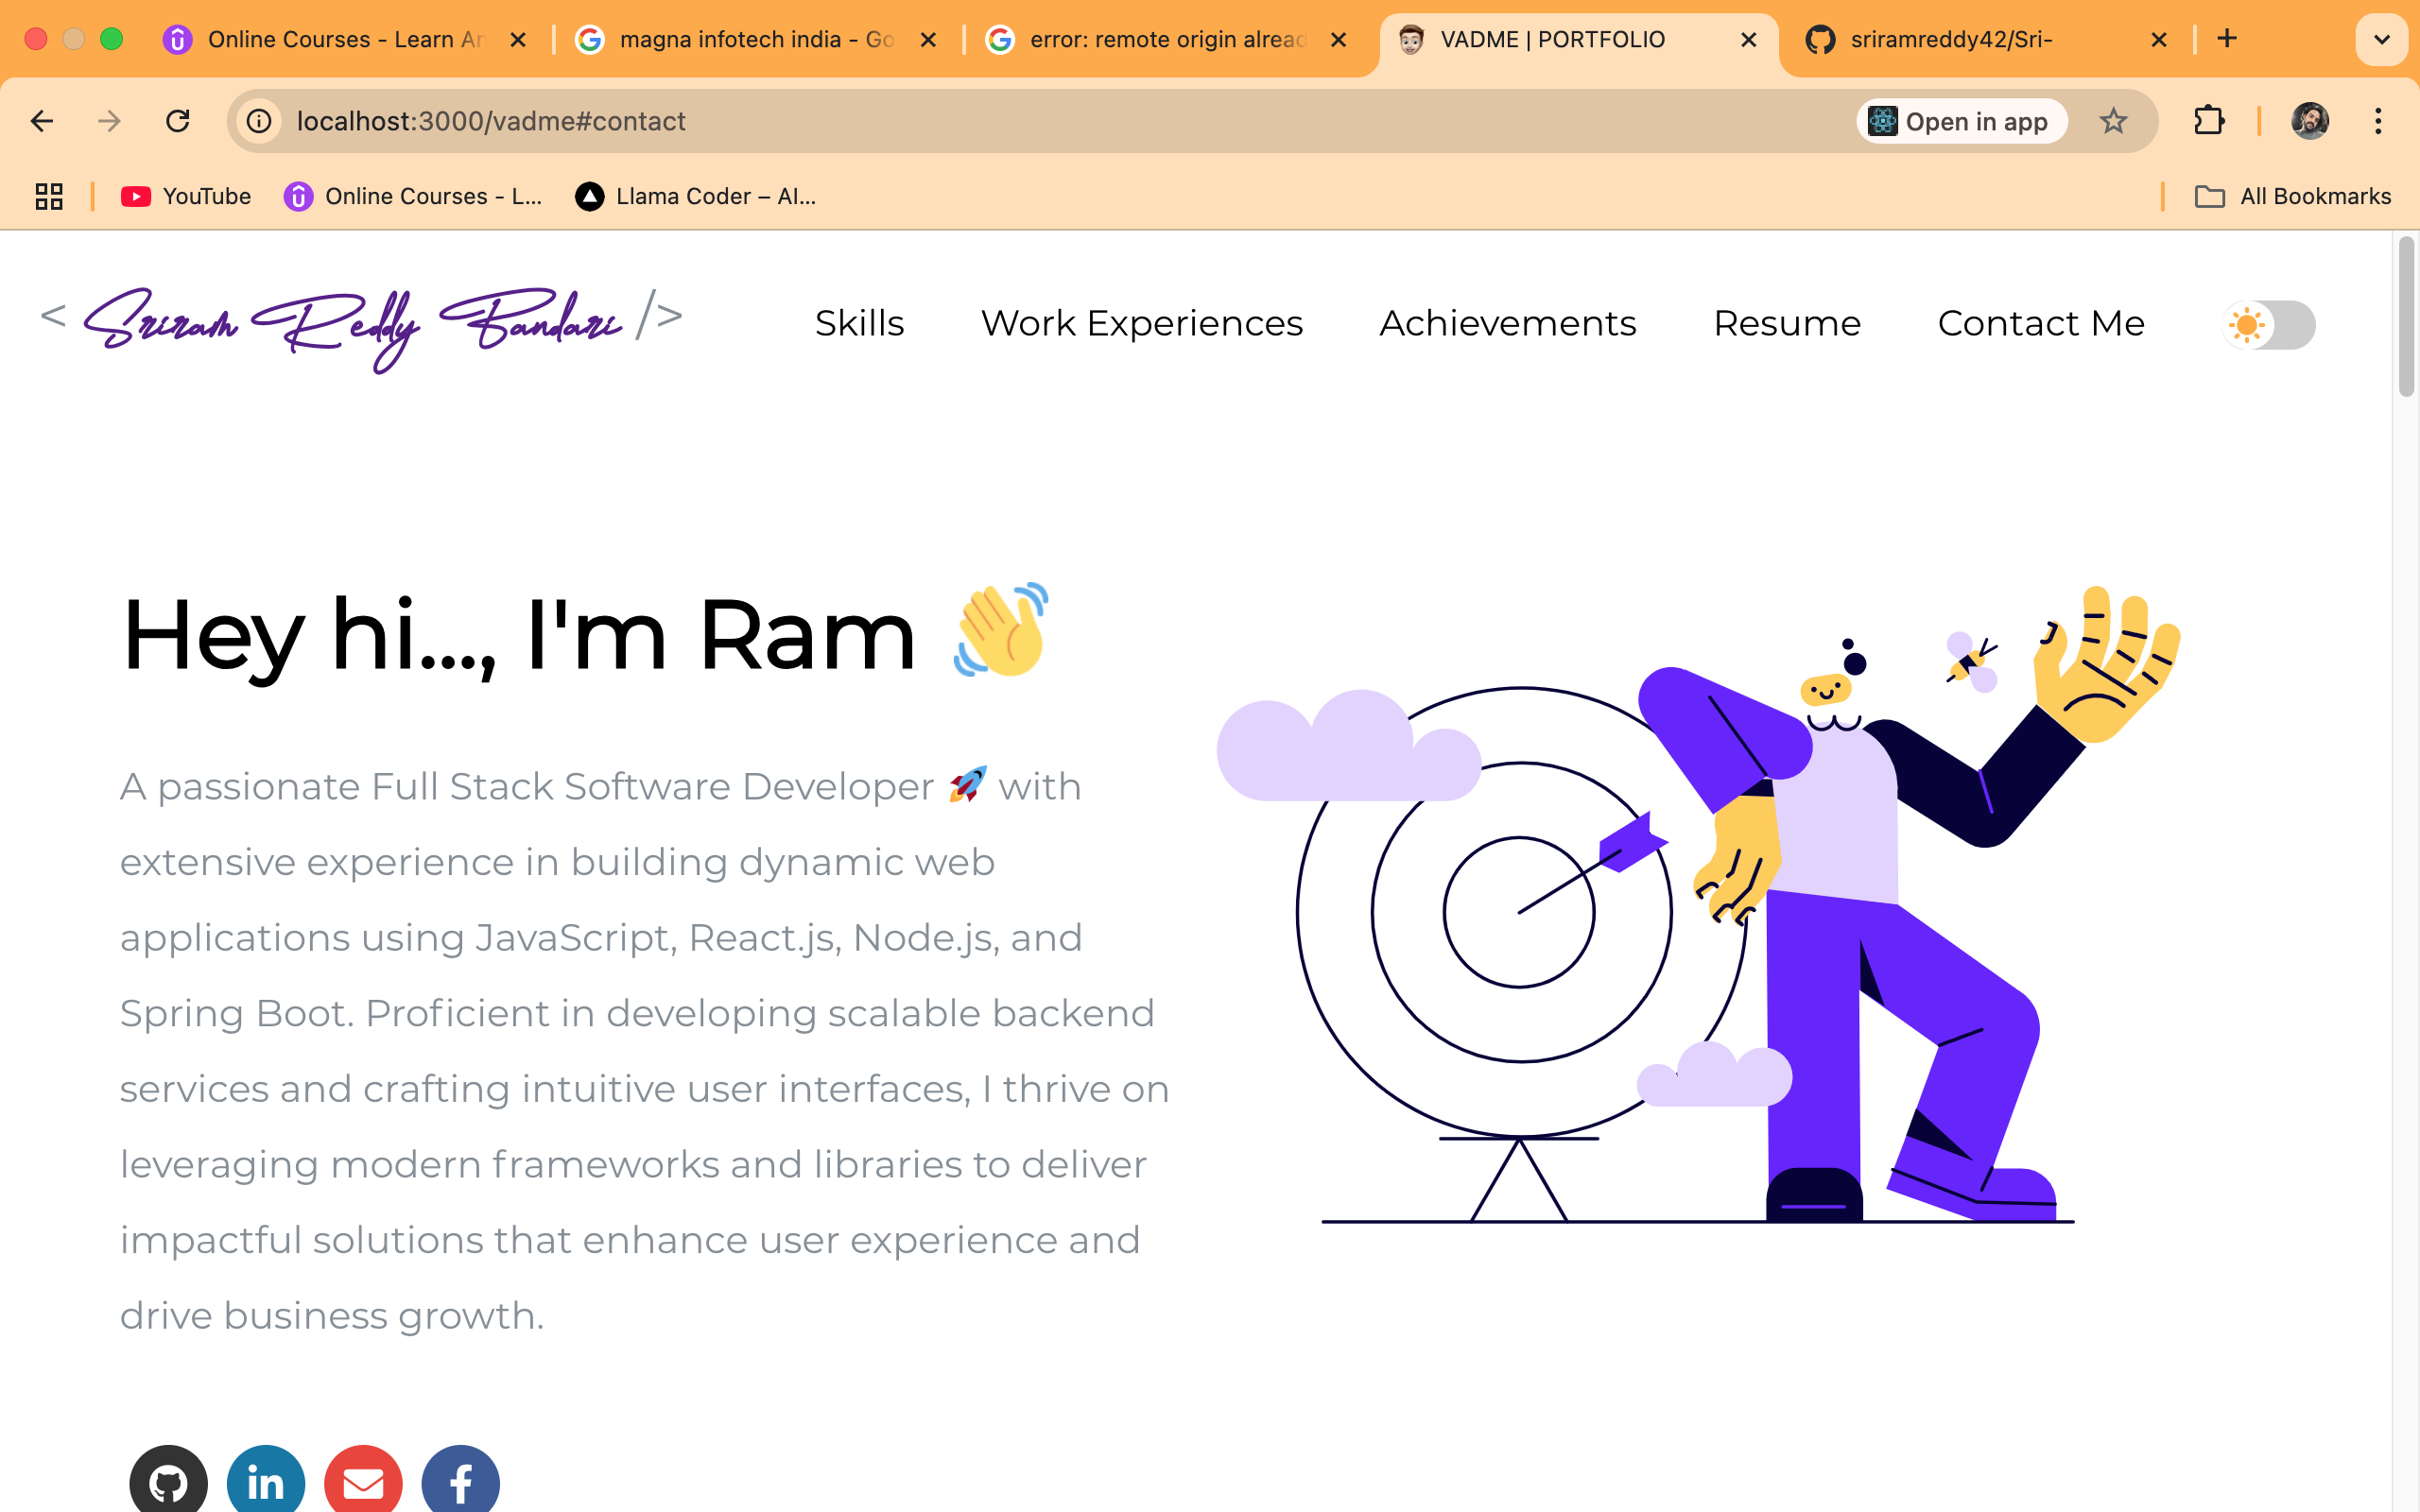 Online Courses - Learn An
magna infotech india - Go
error: remote origin alread
VADME | PORTFOLIO
sriramreddy42/Sri-
localhost:3000/vadme#contact
Open in app
YouTube
Online Courses - L...
Llama Coder – AI...
All Bookmarks
< Sriram Reddy Bandari />
Skills
Work Experiences
Achievements
Resume
Contact Me
Hey hi..., I'm Ram 👋
A passionate Full Stack Software Developer 🚀 with
extensive experience in building dynamic web
applications using JavaScript, React.js, Node.js, and
Spring Boot. Proficient in developing scalable backend
services and crafting intuitive user interfaces, I thrive on
leveraging modern frameworks and libraries to deliver
impactful solutions that enhance user experience and
drive business growth.
in